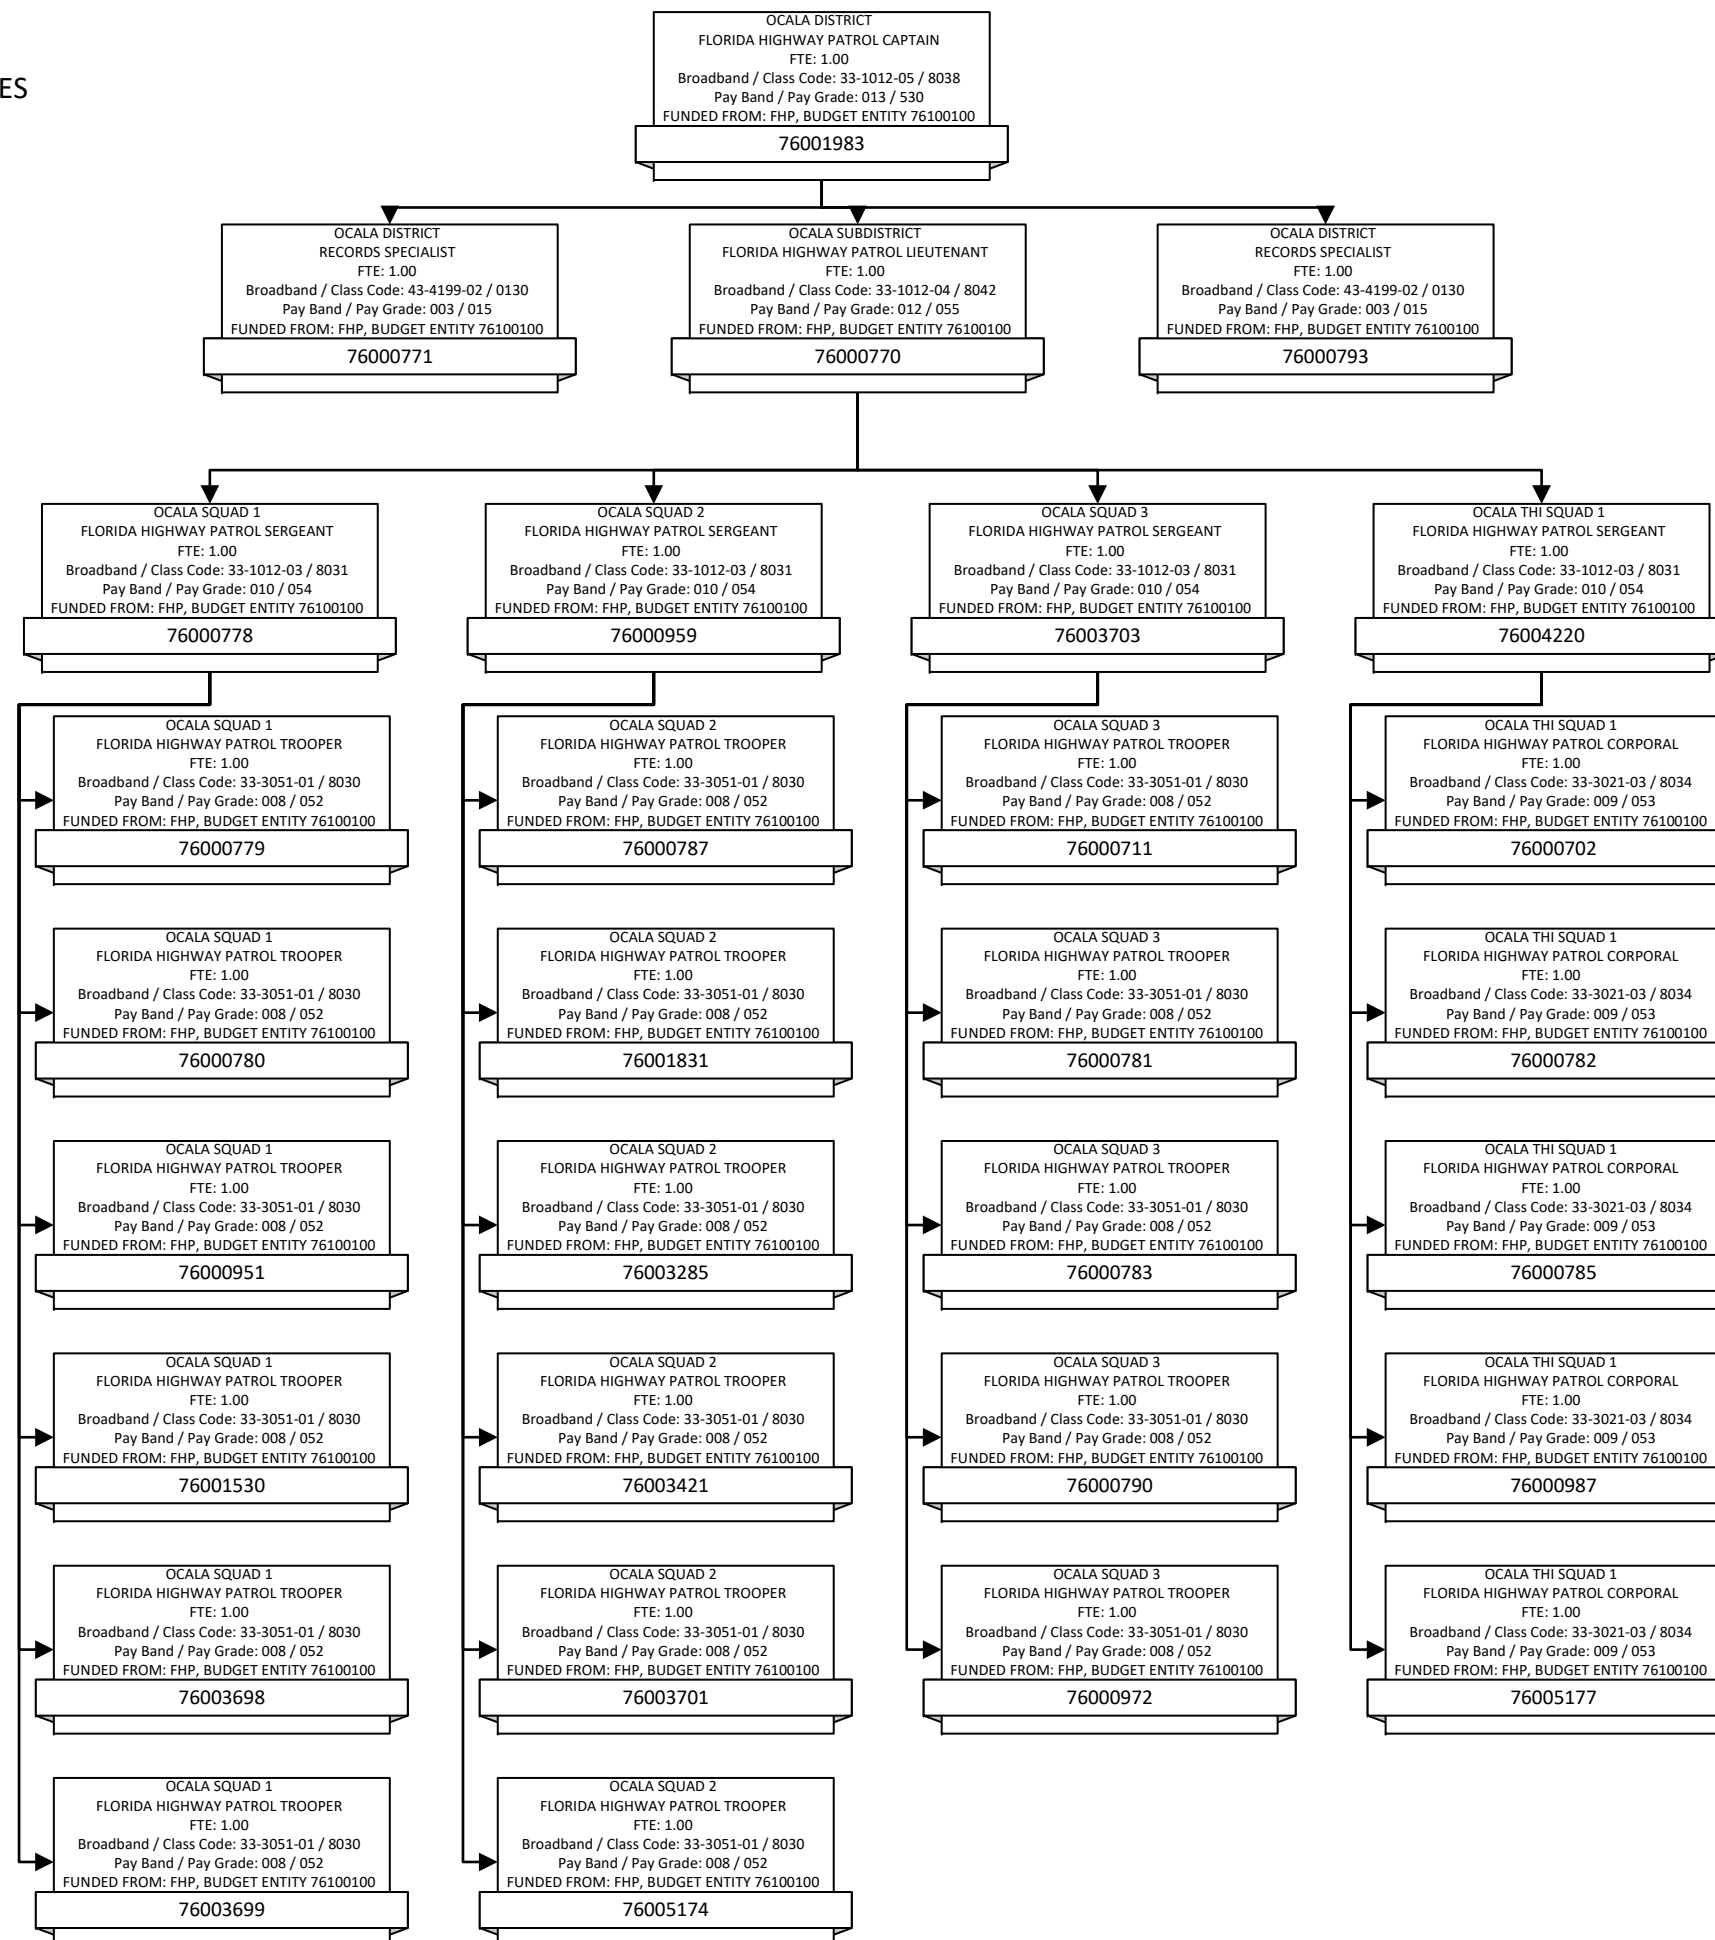 ES
OCALA DISTRICT
FLORIDA HIGHWAY PATROL CAPTAIN
FTE: 1.00
Broadband / Class Code: 33-1012-05 / 8038
Pay Band / Pay Grade: 013 / 530
FUNDED FROM: FHP, BUDGET ENTITY 76100100
76001983
OCALA DISTRICT
RECORDS SPECIALIST
FTE: 1.00
Broadband / Class Code: 43-4199-02 / 0130
Pay Band / Pay Grade: 003 / 015
FUNDED FROM: FHP, BUDGET ENTITY 76100100
76000771
OCALA SUBDISTRICT
FLORIDA HIGHWAY PATROL LIEUTENANT
FTE: 1.00
Broadband / Class Code: 33-1012-04 / 8042
Pay Band / Pay Grade: 012 / 055
FUNDED FROM: FHP, BUDGET ENTITY 76100100
76000770
OCALA DISTRICT
RECORDS SPECIALIST
FTE: 1.00
Broadband / Class Code: 43-4199-02 / 0130
Pay Band / Pay Grade: 003 / 015
FUNDED FROM: FHP, BUDGET ENTITY 76100100
76000793
OCALA SQUAD 1
FLORIDA HIGHWAY PATROL SERGEANT
FTE: 1.00
Broadband / Class Code: 33-1012-03 / 8031
Pay Band / Pay Grade: 010 / 054
FUNDED FROM: FHP, BUDGET ENTITY 76100100
76000778
OCALA SQUAD 2
FLORIDA HIGHWAY PATROL SERGEANT
FTE: 1.00
Broadband / Class Code: 33-1012-03 / 8031
Pay Band / Pay Grade: 010 / 054
FUNDED FROM: FHP, BUDGET ENTITY 76100100
76000959
OCALA SQUAD 3
FLORIDA HIGHWAY PATROL SERGEANT
FTE: 1.00
Broadband / Class Code: 33-1012-03 / 8031
Pay Band / Pay Grade: 010 / 054
FUNDED FROM: FHP, BUDGET ENTITY 76100100
76003703
OCALA THI SQUAD 1
FLORIDA HIGHWAY PATROL SERGEANT
FTE: 1.00
Broadband / Class Code: 33-1012-03 / 8031
Pay Band / Pay Grade: 010 / 054
FUNDED FROM: FHP, BUDGET ENTITY 76100100
76004220
OCALA SQUAD 1
FLORIDA HIGHWAY PATROL TROOPER
FTE: 1.00
Broadband / Class Code: 33-3051-01 / 8030
Pay Band / Pay Grade: 008 / 052
FUNDED FROM: FHP, BUDGET ENTITY 76100100
76000779
OCALA SQUAD 2
FLORIDA HIGHWAY PATROL TROOPER
FTE: 1.00
Broadband / Class Code: 33-3051-01 / 8030
Pay Band / Pay Grade: 008 / 052
FUNDED FROM: FHP, BUDGET ENTITY 76100100
76000787
OCALA SQUAD 3
FLORIDA HIGHWAY PATROL TROOPER
FTE: 1.00
Broadband / Class Code: 33-3051-01 / 8030
Pay Band / Pay Grade: 008 / 052
FUNDED FROM: FHP, BUDGET ENTITY 76100100
76000711
OCALA THI SQUAD 1
FLORIDA HIGHWAY PATROL CORPORAL
FTE: 1.00
Broadband / Class Code: 33-3021-03 / 8034
Pay Band / Pay Grade: 009 / 053
FUNDED FROM: FHP, BUDGET ENTITY 76100100
76000702
OCALA SQUAD 1
FLORIDA HIGHWAY PATROL TROOPER
FTE: 1.00
Broadband / Class Code: 33-3051-01 / 8030
Pay Band / Pay Grade: 008 / 052
FUNDED FROM: FHP, BUDGET ENTITY 76100100
76000780
OCALA SQUAD 2
FLORIDA HIGHWAY PATROL TROOPER
FTE: 1.00
Broadband / Class Code: 33-3051-01 / 8030
Pay Band / Pay Grade: 008 / 052
FUNDED FROM: FHP, BUDGET ENTITY 76100100
76001831
OCALA SQUAD 3
FLORIDA HIGHWAY PATROL TROOPER
FTE: 1.00
Broadband / Class Code: 33-3051-01 / 8030
Pay Band / Pay Grade: 008 / 052
FUNDED FROM: FHP, BUDGET ENTITY 76100100
76000781
OCALA THI SQUAD 1
FLORIDA HIGHWAY PATROL CORPORAL
FTE: 1.00
Broadband / Class Code: 33-3021-03 / 8034
Pay Band / Pay Grade: 009 / 053
FUNDED FROM: FHP, BUDGET ENTITY 76100100
76000782
OCALA SQUAD 1
FLORIDA HIGHWAY PATROL TROOPER
FTE: 1.00
Broadband / Class Code: 33-3051-01 / 8030
Pay Band / Pay Grade: 008 / 052
FUNDED FROM: FHP, BUDGET ENTITY 76100100
76000951
OCALA SQUAD 2
FLORIDA HIGHWAY PATROL TROOPER
FTE: 1.00
Broadband / Class Code: 33-3051-01 / 8030
Pay Band / Pay Grade: 008 / 052
FUNDED FROM: FHP, BUDGET ENTITY 76100100
76003285
OCALA SQUAD 3
FLORIDA HIGHWAY PATROL TROOPER
FTE: 1.00
Broadband / Class Code: 33-3051-01 / 8030
Pay Band / Pay Grade: 008 / 052
FUNDED FROM: FHP, BUDGET ENTITY 76100100
76000783
OCALA THI SQUAD 1
FLORIDA HIGHWAY PATROL CORPORAL
FTE: 1.00
Broadband / Class Code: 33-3021-03 / 8034
Pay Band / Pay Grade: 009 / 053
FUNDED FROM: FHP, BUDGET ENTITY 76100100
76000785
OCALA SQUAD 1
FLORIDA HIGHWAY PATROL TROOPER
FTE: 1.00
Broadband / Class Code: 33-3051-01 / 8030
Pay Band / Pay Grade: 008 / 052
FUNDED FROM: FHP, BUDGET ENTITY 76100100
76001530
OCALA SQUAD 2
FLORIDA HIGHWAY PATROL TROOPER
FTE: 1.00
Broadband / Class Code: 33-3051-01 / 8030
Pay Band / Pay Grade: 008 / 052
FUNDED FROM: FHP, BUDGET ENTITY 76100100
76003421
OCALA SQUAD 3
FLORIDA HIGHWAY PATROL TROOPER
FTE: 1.00
Broadband / Class Code: 33-3051-01 / 8030
Pay Band / Pay Grade: 008 / 052
FUNDED FROM: FHP, BUDGET ENTITY 76100100
76000790
OCALA THI SQUAD 1
FLORIDA HIGHWAY PATROL CORPORAL
FTE: 1.00
Broadband / Class Code: 33-3021-03 / 8034
Pay Band / Pay Grade: 009 / 053
FUNDED FROM: FHP, BUDGET ENTITY 76100100
76000987
OCALA SQUAD 1
FLORIDA HIGHWAY PATROL TROOPER
FTE: 1.00
Broadband / Class Code: 33-3051-01 / 8030
Pay Band / Pay Grade: 008 / 052
FUNDED FROM: FHP, BUDGET ENTITY 76100100
76003698
OCALA SQUAD 2
FLORIDA HIGHWAY PATROL TROOPER
FTE: 1.00
Broadband / Class Code: 33-3051-01 / 8030
Pay Band / Pay Grade: 008 / 052
FUNDED FROM: FHP, BUDGET ENTITY 76100100
76003701
OCALA SQUAD 3
FLORIDA HIGHWAY PATROL TROOPER
FTE: 1.00
Broadband / Class Code: 33-3051-01 / 8030
Pay Band / Pay Grade: 008 / 052
FUNDED FROM: FHP, BUDGET ENTITY 76100100
76000972
OCALA THI SQUAD 1
FLORIDA HIGHWAY PATROL CORPORAL
FTE: 1.00
Broadband / Class Code: 33-3021-03 / 8034
Pay Band / Pay Grade: 009 / 053
FUNDED FROM: FHP, BUDGET ENTITY 76100100
76005177
OCALA SQUAD 1
FLORIDA HIGHWAY PATROL TROOPER
FTE: 1.00
Broadband / Class Code: 33-3051-01 / 8030
Pay Band / Pay Grade: 008 / 052
FUNDED FROM: FHP, BUDGET ENTITY 76100100
76003699
OCALA SQUAD 2
FLORIDA HIGHWAY PATROL TROOPER
FTE: 1.00
Broadband / Class Code: 33-3051-01 / 8030
Pay Band / Pay Grade: 008 / 052
FUNDED FROM: FHP, BUDGET ENTITY 76100100
76005174